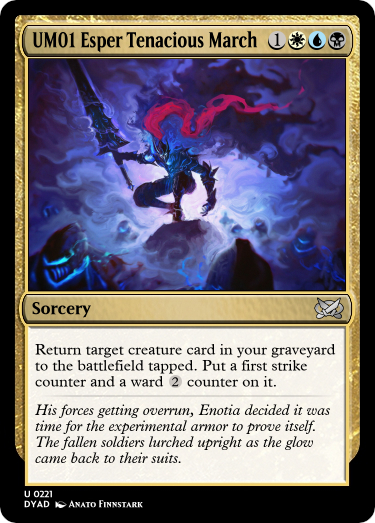 UM01 Esper Tenacious March 1
Sorcery
Return target creature card in your graveyard
to the battlefield tapped. Put a first strike
counter and a ward 2 counter on it.
His forces getting overrun, Enotia decided it was
time for the experimental armor to prove itself.
The fallen soldiers lurched upright as the glow
came back to their suits.
U 0221
DYAD Anato Finnstark